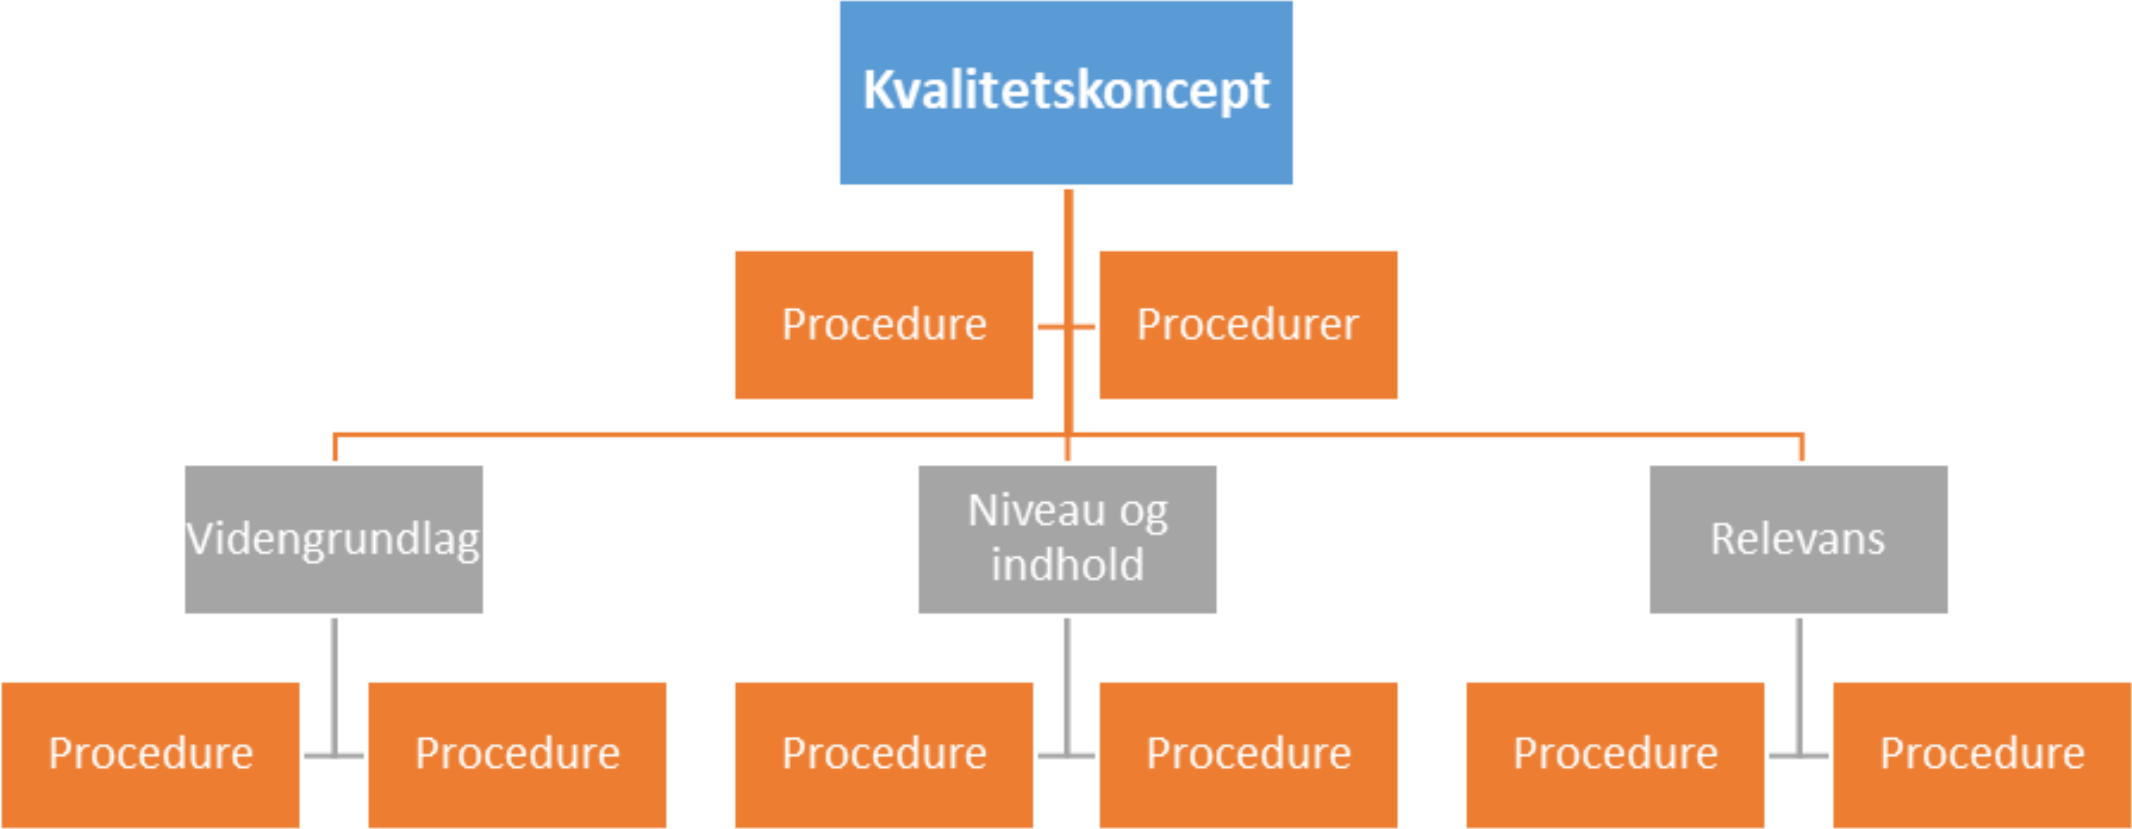 Kvalitetskoncept
Procedure
Procedurer
Videngrundlag
Niveau og
indhold
Relevans
Procedure
Procedure
Procedure
Procedure
Procedure
Procedure